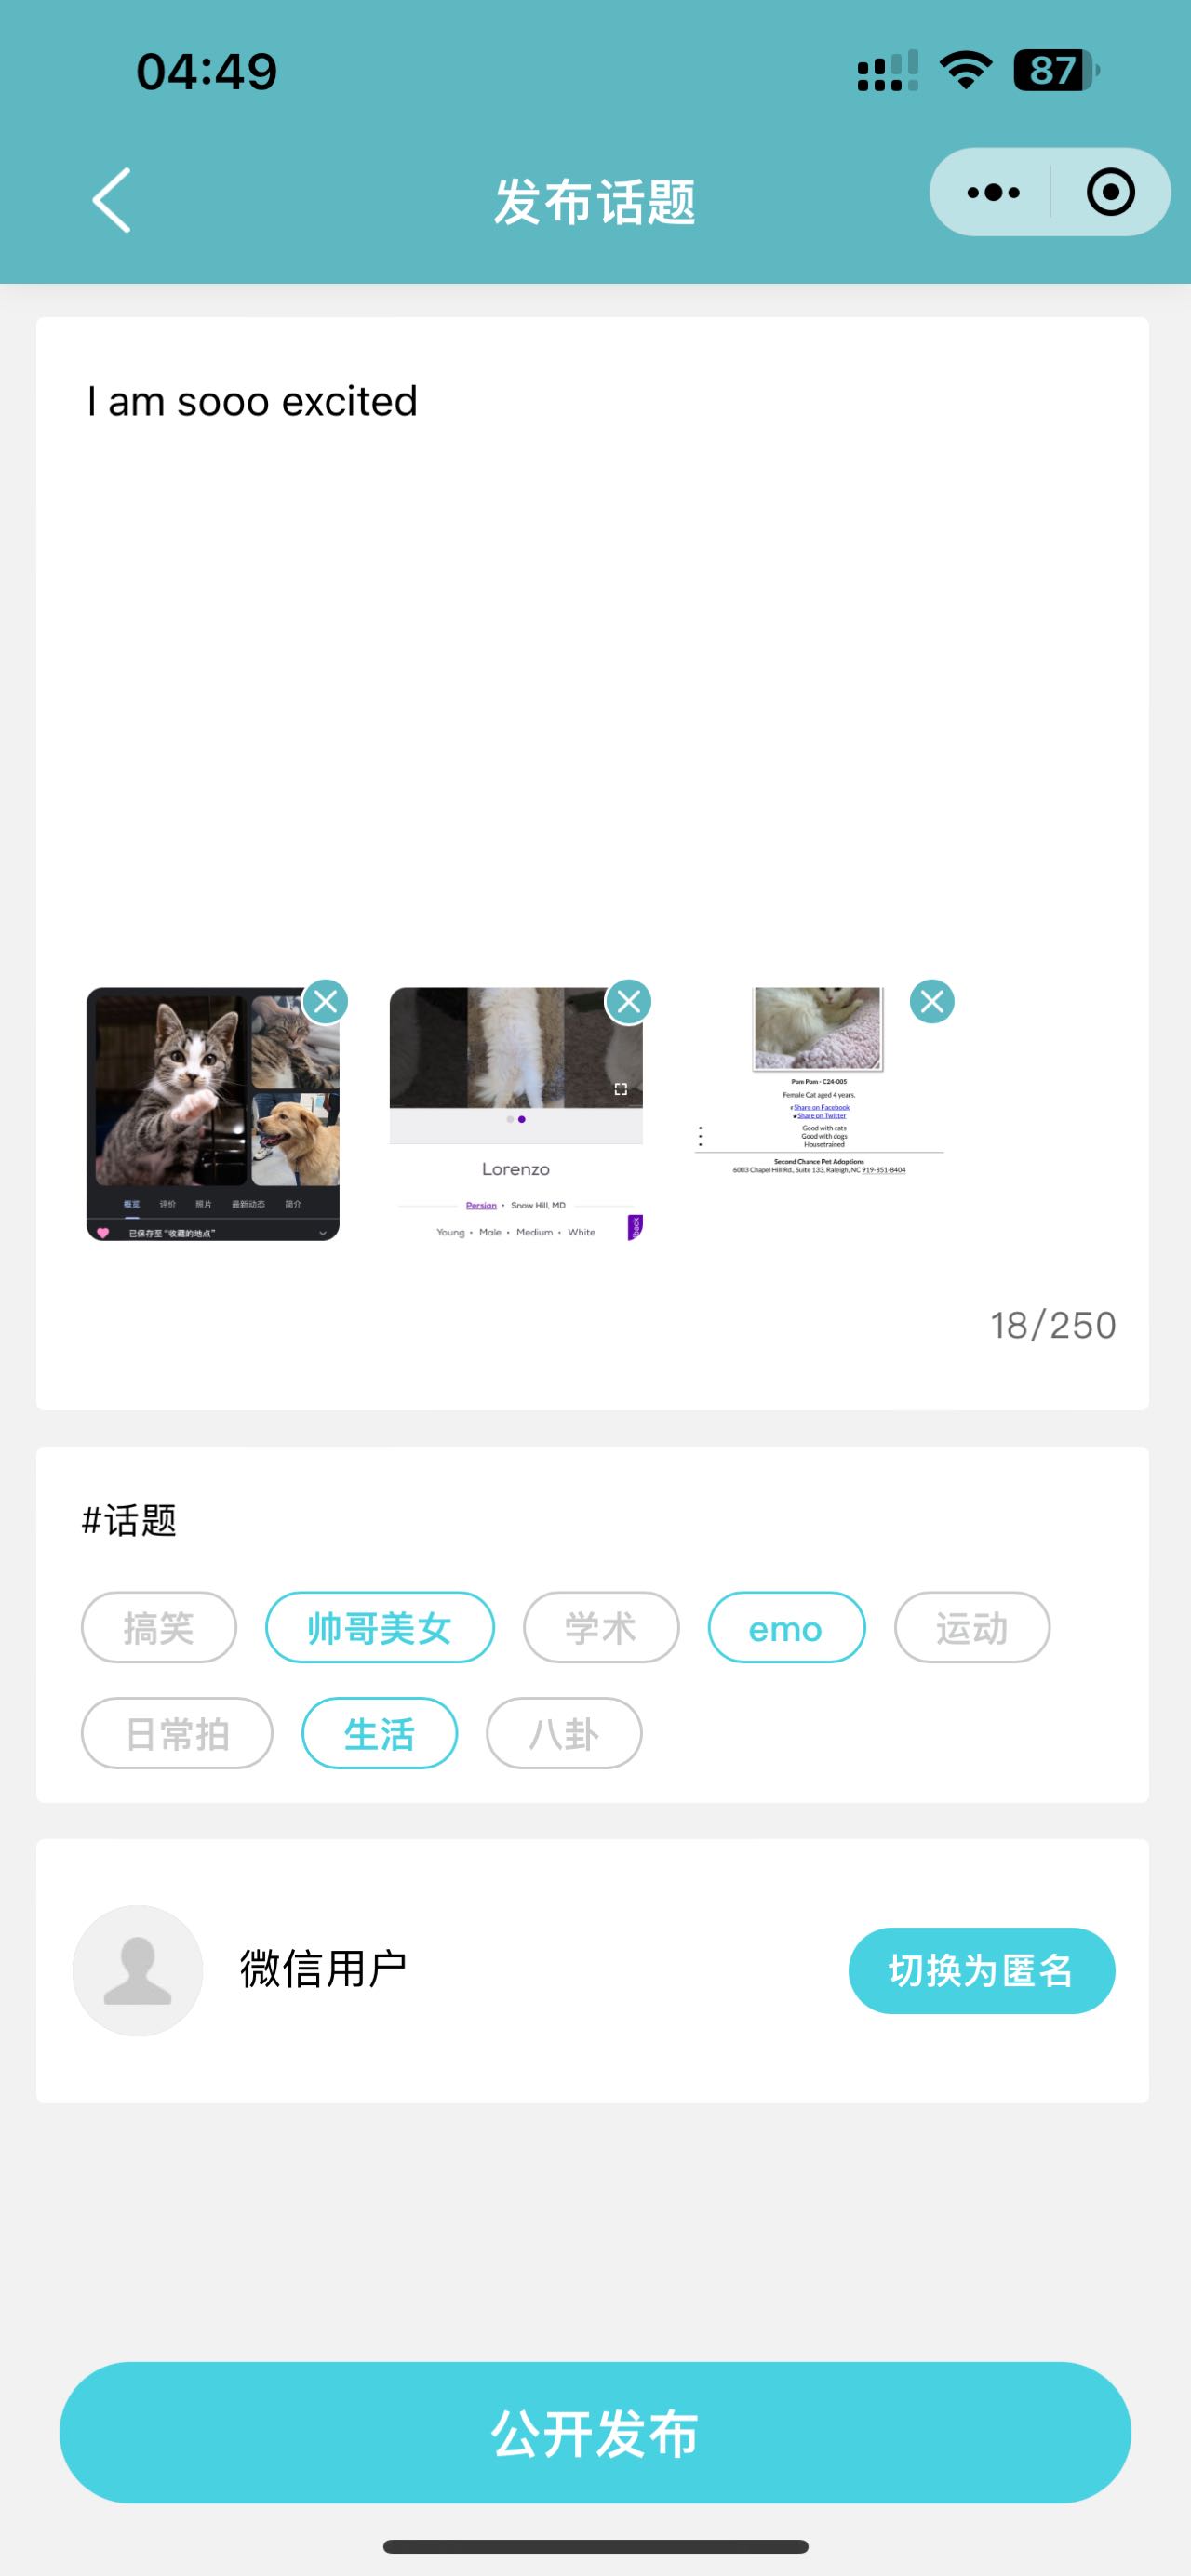 04:49
87
发布话题
I am sooo excited
概览 评价 照片 最新动态 简介
已保存至“收藏的地点”
Lorenzo
Persian • Snow Hill, MD
Young • Male • Medium • White
Pom Pom - C24-005
Female Cat aged 4 years.
Share on Facebook
Share on Twitter
Good with cats
Good with dogs
Housetrained
Second Chance Pet Adoptions
6003 Chapel Hill Rd., Suite 133, Raleigh, NC 919-851-8404
18/250
#话题
搞笑 帅哥美女 学术 emo 运动
日常拍 生活 八卦
微信用户
切换为匿名
公开发布